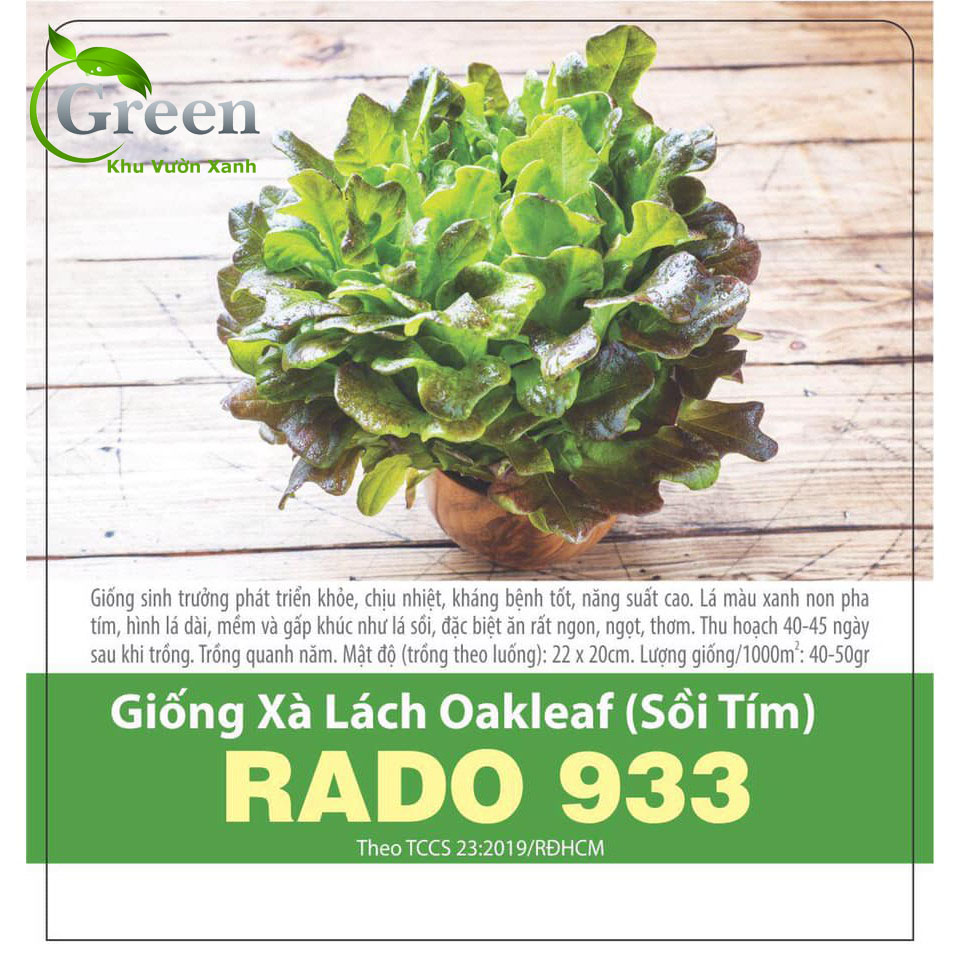 Green
Khu Vườn Xanh
Giống sinh trưởng phát triển khỏe, chịu nhiệt, kháng bệnh tốt, năng suất cao. Lá màu xanh non pha
tím, hình lá dài, mềm và gấp khúc như lá sồi, đặc biệt ăn rất ngon, ngọt, thơm. Thu hoạch 40-45 ngày
sau khi trồng. Trồng quanh năm. Mật độ (trồng theo luống): 22 x 20cm. Lượng giống/1000m²: 40-50gr
Giống Xà Lách Oakleaf (Sồi Tím)
RADO 933
Theo TCCS 23:2019/RĐHCM